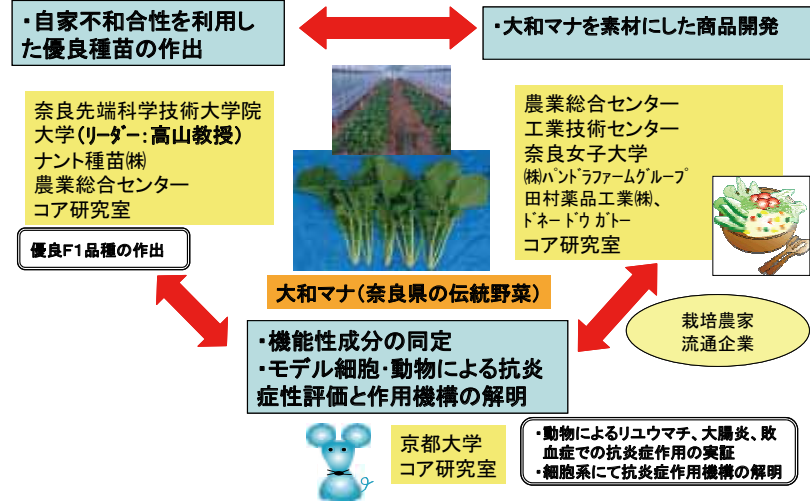 ・自家不和合性を利用し
た優良種苗の作出
・大和マナを素材にした商品開発
奈良先端科学技術大学院
大学(ﾘｰﾀﾞｰ：高山教授)
ナント種苗㈱
農業総合センター
コア研究室
優良F1品種の作出
農業総合センター
工業技術センター
奈良女子大学
㈱ﾊﾟﾝﾄﾞﾗﾌｧｰﾑｸﾞﾙｰﾌﾟ
田村薬品工業㈱、
ﾄﾞﾈｰﾄﾞｩ ｶﾞﾄｰ
コア研究室
大和マナ(奈良県の伝統野菜)
栽培農家
流通企業
・機能性成分の同定
・モデル細胞・動物による抗炎
症性評価と作用機構の解明
京都大学
コア研究室
・動物によるリユウマチ、大腸炎、敗
血症での抗炎症作用の実証
・細胞系にて抗炎症作用機構の解明